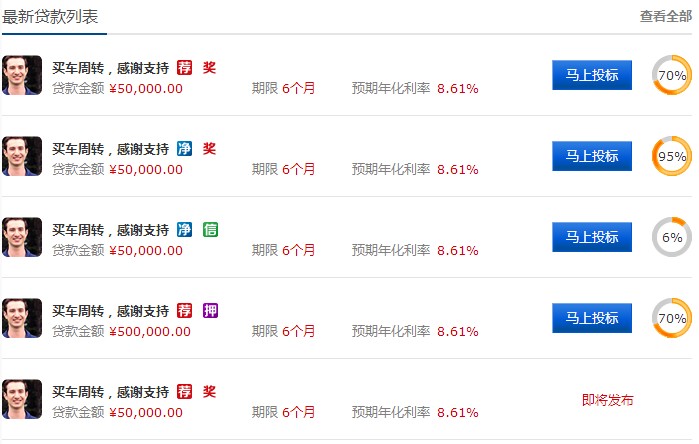 最新贷款列表 查看全部
买车周转，感谢支持 荐 奖
贷款金额 ¥50,000.00 期限 6个月 预期年化利率 8.61% 马上投标 70%
买车周转，感谢支持 净 奖
贷款金额 ¥50,000.00 期限 6个月 预期年化利率 8.61% 马上投标 95%
买车周转，感谢支持 净 信
贷款金额 ¥50,000.00 期限 6个月 预期年化利率 8.61% 马上投标 6%
买车周转，感谢支持 荐 押
贷款金额 ¥500,000.00 期限 6个月 预期年化利率 8.61% 马上投标 70%
买车周转，感谢支持 荐 奖
贷款金额 ¥50,000.00 期限 6个月 预期年化利率 8.61% 即将发布